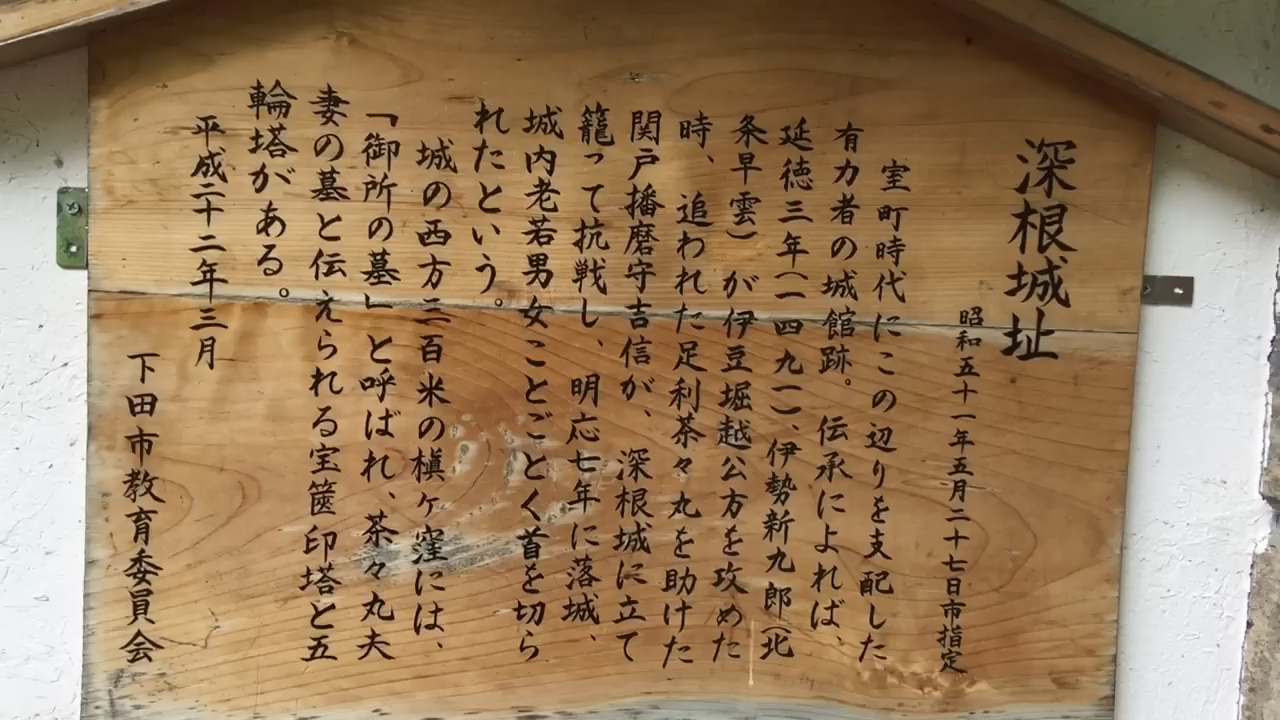 深根城址
昭和五十一年五月二十七日市指定
室町時代にこの辺りを支配した
有力者の城館跡。伝承によれば、
延徳三年(一四九一)、伊勢新九郎(北
条早雲)が伊豆堀越公方を攻めた
時、追われた足利茶々丸を助けた
関戸播磨守吉信が、深根城に立て
籠って抗戦し、明応七年に落城、
城内老若男女ことごとく首を切ら
れたという。
城の西方三百米の槇ヶ窪には、
「御所の墓」と呼ばれ、茶々丸夫
妻の墓と伝えられる宝篋印塔と五
輪塔がある。
平成二十二年三月
下田市教育委員会